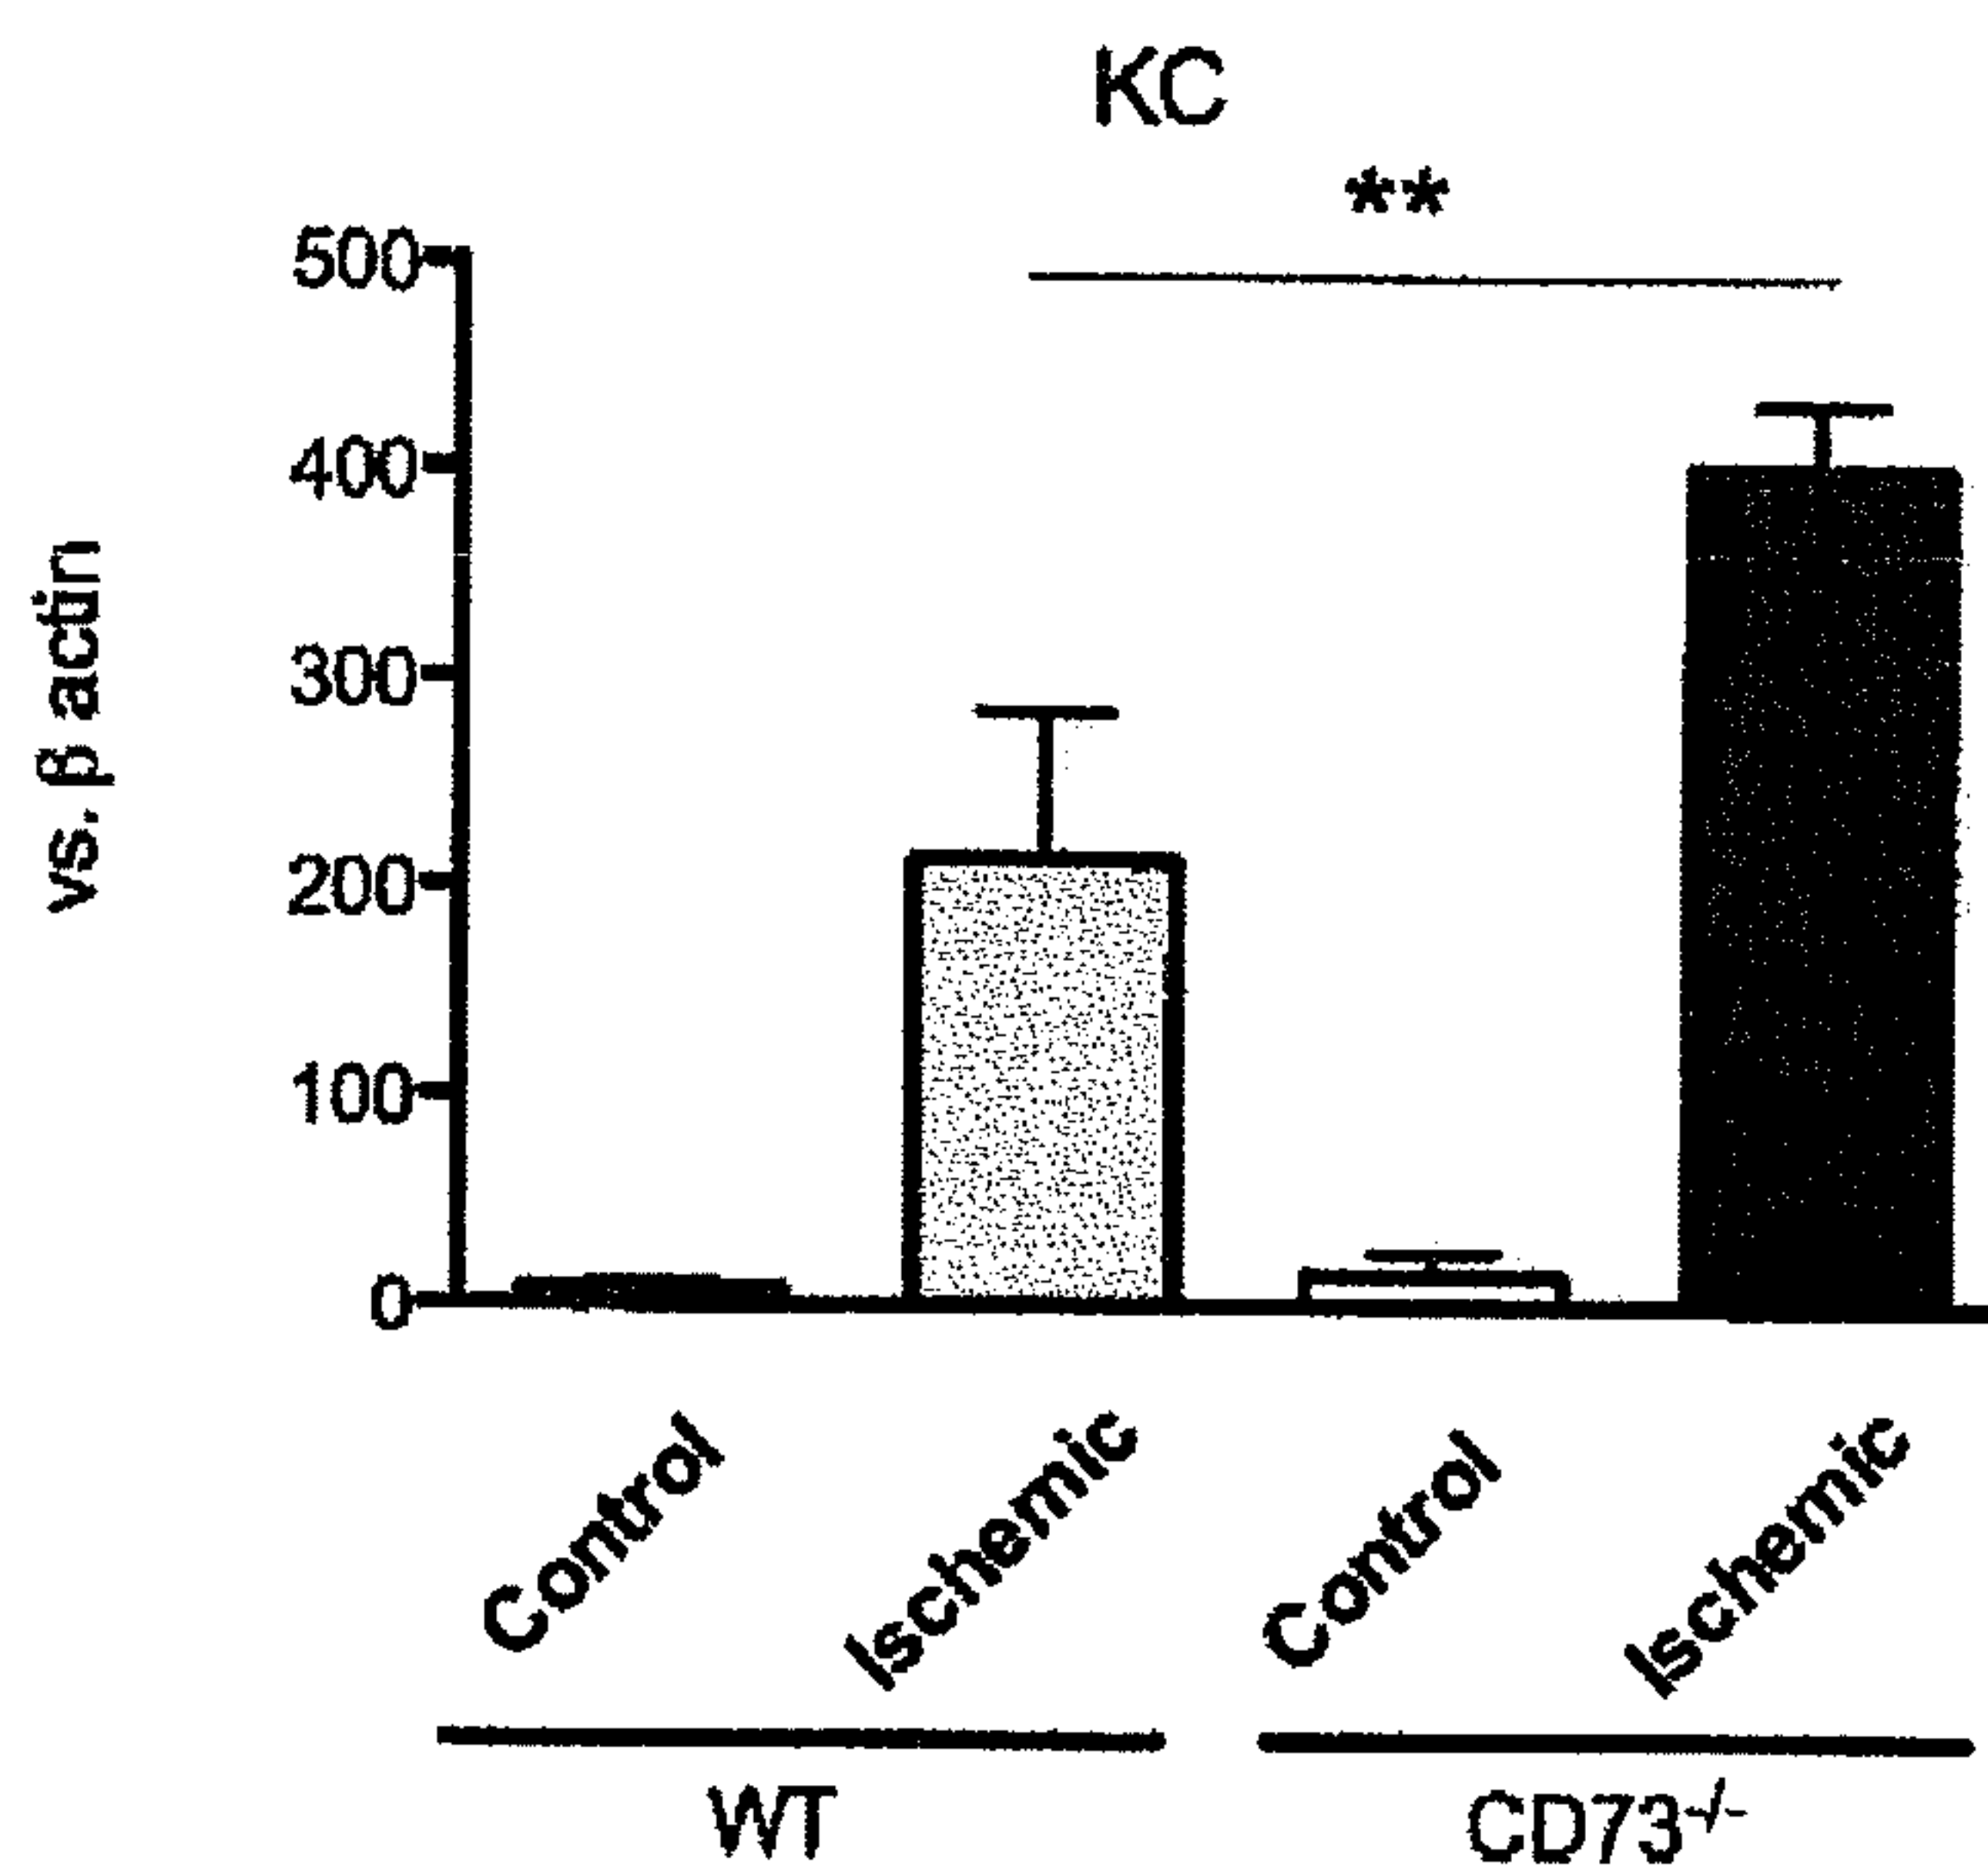 KC
**
500
400
300
200
100
0
vs. β actin
Control
Ischemic
Control
Ischemic
WT
CD73-/-